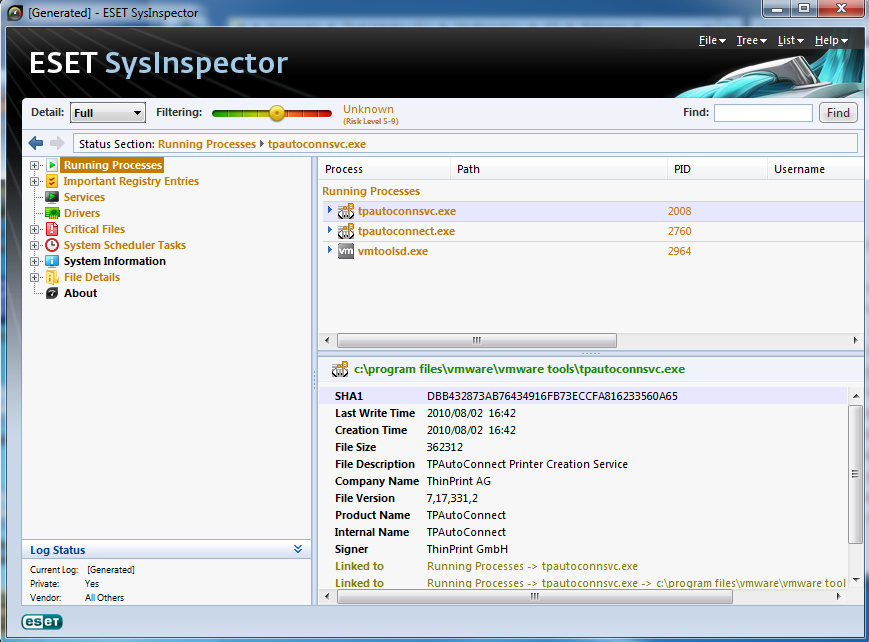 [Generated] - ESET SysInspector
ESET SysInspector
File Tree List Help
Detail: Full Filtering: Unknown
(Risk Level 5-9)
Find: Find
Status Section: Running Processes tpautoconnsvc.exe
Running Processes
Important Registry Entries
Services
Drivers
Critical Files
System Scheduler Tasks
System Information
File Details
About
Process Path PID Username
Running Processes
tpautoconnsvc.exe 2008
tpautoconnect.exe 2760
vm vmtoolsd.exe 2964
c:\program files\vmware\vmware tools\tpautoconnsvc.exe
SHA1 DBB432873AB76434916FB73ECCFA816233560A65
Last Write Time 2010/08/02 16:42
Creation Time 2010/08/02 16:42
File Size 362312
File Description TPAutoConnect Printer Creation Service
Company Name ThinPrint AG
File Version 7,17,331,2
Product Name TPAutoConnect
Internal Name TPAutoConnect
Signer ThinPrint GmbH
Linked to Running Processes -> tpautoconnsvc.exe
Linked to Running Processes -> tpautoconnsvc.exe -> c:\program files\vmware\vmware tool
Log Status
Current Log: [Generated]
Private: Yes
Vendor: All Others
eseT